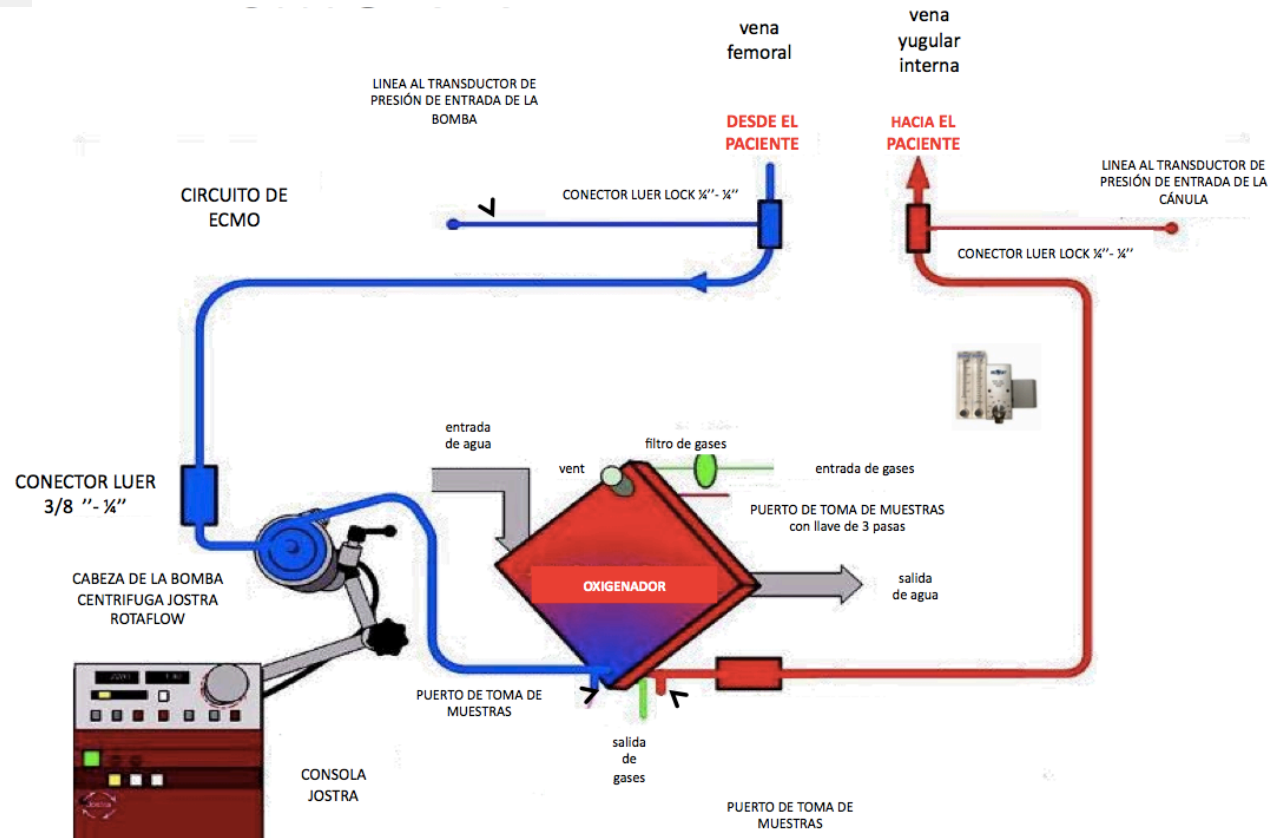 vena
femoral
vena
yugular
interna
LINEA AL TRANSDUCTOR DE
PRESIÓN DE ENTRADA DE LA
BOMBA
DESDE EL
PACIENTE
HACIA EL
PACIENTE
LINEA AL TRANSDUCTOR DE
PRESIÓN DE ENTRADA DE LA
CÁNULA
CIRCUITO DE
ECMO
CONECTOR LUER LOCK ¼’’- ¼’’
CONECTOR LUER LOCK ¼’’- ¼’’
entrada
de agua
filtro de gases
vent
entrada de gases
CONECTOR LUER
3/8 ’’- ¼’’
PUERTO DE TOMA DE MUESTRAS
con llave de 3 pasas
CABEZA DE LA BOMBA
CENTRIFUGA JOSTRA
ROTAFLOW
OXIGENADOR
salida
de agua
PUERTO DE TOMA DE
MUESTRAS
salida
de
gases
CONSOLA
JOSTRA
Jostra
PUERTO DE TOMA DE
MUESTRAS